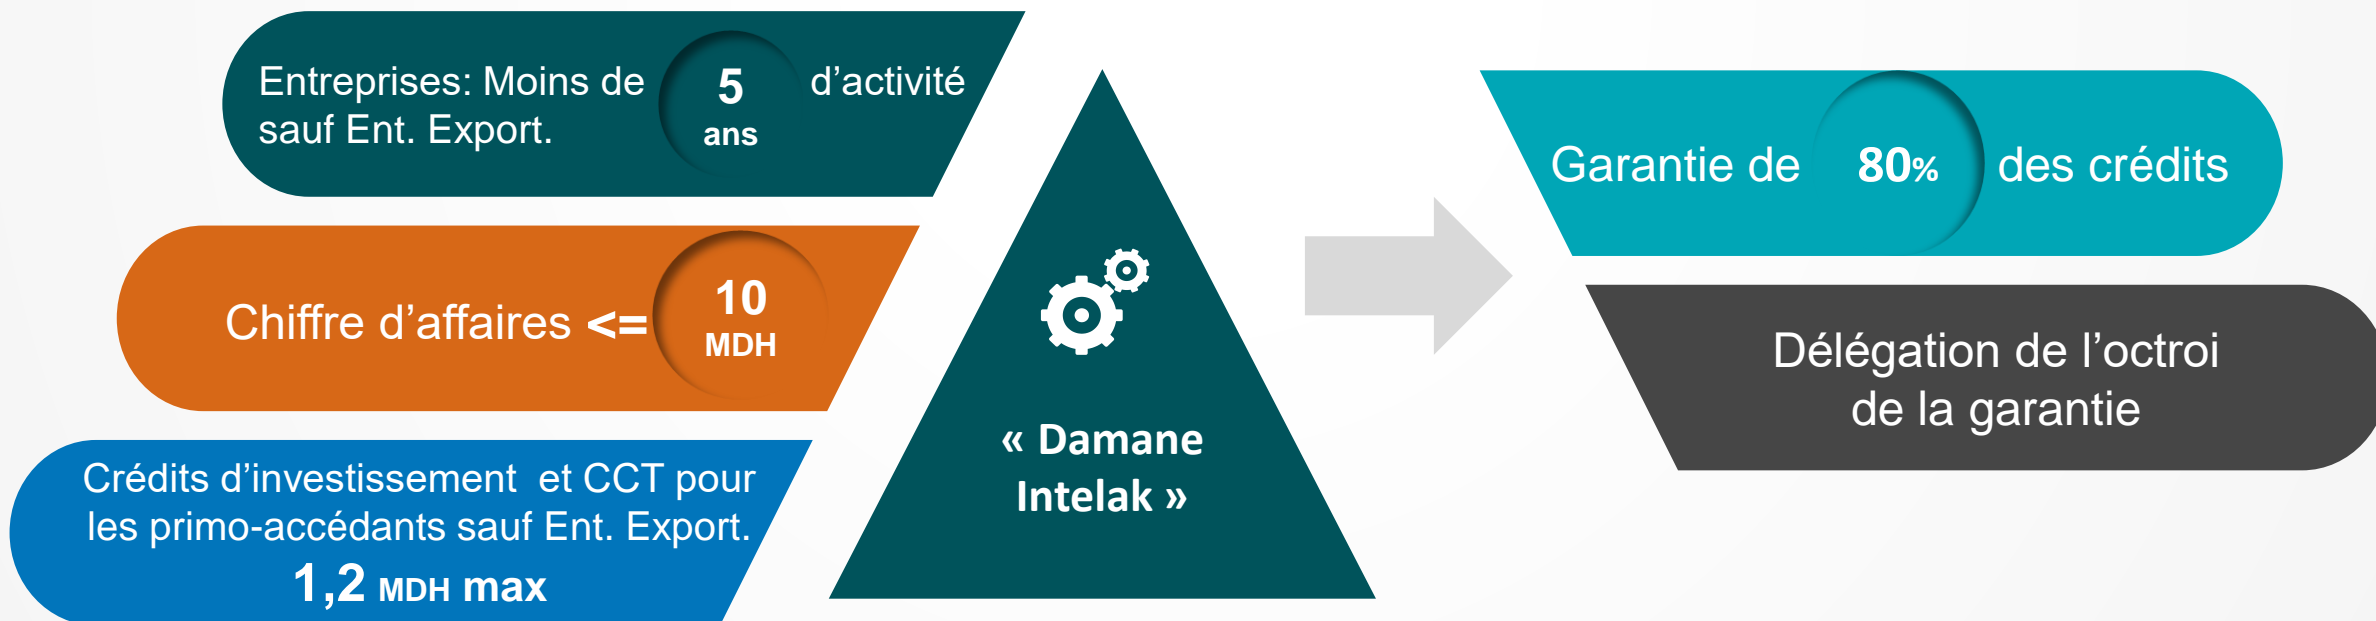 Entreprises: Moins de 5 ans d’activité
sauf Ent. Export.
Chiffre d’affaires <= 10 MDH
Crédits d’investissement  et CCT pour
les primo-accédants sauf Ent. Export.
1,2 MDH max
« Damane
Intelak »
Garantie de 80% des crédits
Délégation de l’octroi
de la garantie